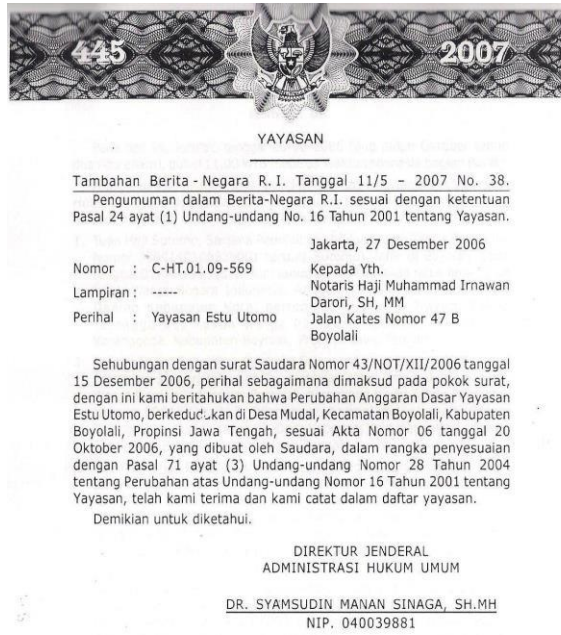 445 2007
YAYASAN
Tambahan Berita - Negara R. I. Tanggal 11/5 – 2007 No. 38.
Pengumuman dalam Berita-Negara R.I. sesuai dengan ketentuan
Pasal 24 ayat (1) Undang-undang No. 16 Tahun 2001 tentang Yayasan.
Jakarta, 27 Desember 2006
Nomor : C-HT.01.09-569 Kepada Yth.
Lampiran : ----- Notaris Haji Muhammad Irnawan
Darori, SH, MM
Perihal : Yayasan Estu Utomo Jalan Kates Nomor 47 B
Boyolali
Sehubungan dengan surat Saudara Nomor 43/NOT/XII/2006 tanggal
15 Desember 2006, perihal sebagaimana dimaksud pada pokok surat,
dengan ini kami beritahukan bahwa Perubahan Anggaran Dasar Yayasan
Estu Utomo, berkedudukan di Desa Mudal, Kecamatan Boyolali, Kabupaten
Boyolali, Propinsi Jawa Tengah, sesuai Akta Nomor 06 tanggal 20
Oktober 2006, yang dibuat oleh Saudara, dalam rangka penyesuaian
dengan Pasal 71 ayat (3) Undang-undang Nomor 28 Tahun 2004
tentang Perubahan atas Undang-undang Nomor 16 Tahun 2001 tentang
Yayasan, telah kami terima dan kami catat dalam daftar yayasan.
Demikian untuk diketahui.
DIREKTUR JENDERAL
ADMINISTRASI HUKUM UMUM
DR. SYAMSUDIN MANAN SINAGA, SH.MH
NIP. 040039881